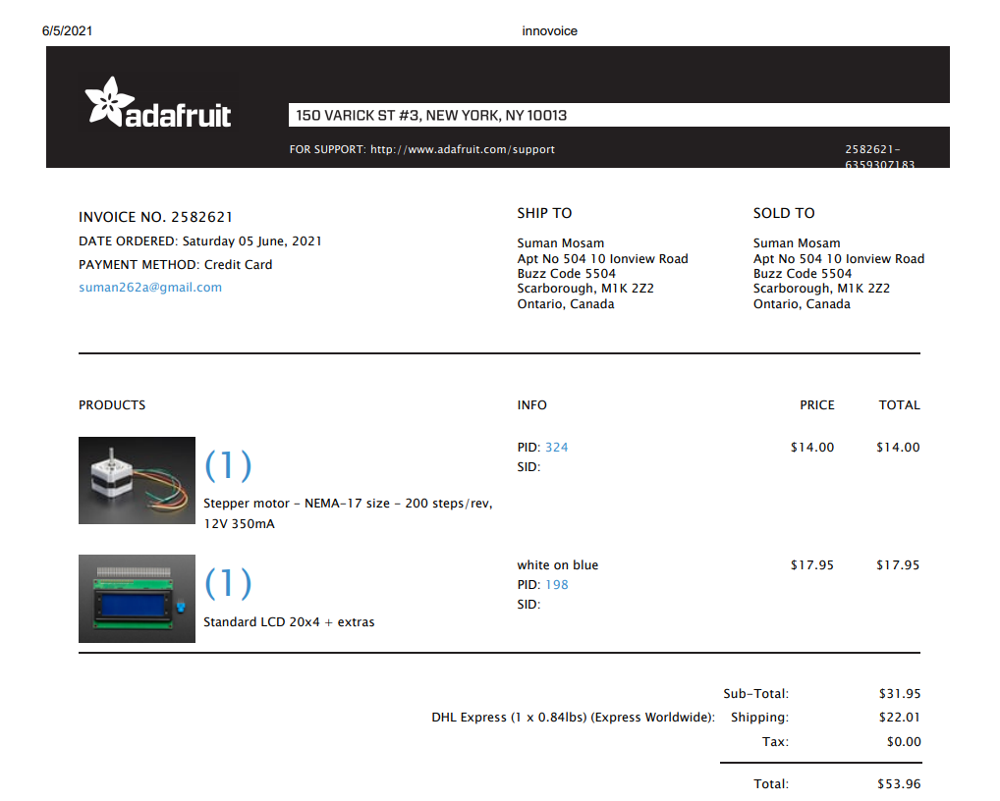 6/5/2021 innovoice
adafruit
150 VARICK ST #3, NEW YORK, NY 10013
FOR SUPPORT: http://www.adafruit.com/support
2582621-
6359307183
INVOICE NO. 2582621
DATE ORDERED: Saturday 05 June, 2021
PAYMENT METHOD: Credit Card
suman262a@gmail.com
SHIP TO
Suman Mosam
Apt No 504 10 Ionview Road
Buzz Code 5504
Scarborough, M1K 2Z2
Ontario, Canada
SOLD TO
Suman Mosam
Apt No 504 10 Ionview Road
Buzz Code 5504
Scarborough, M1K 2Z2
Ontario, Canada
PRODUCTS INFO PRICE TOTAL
(1)
Stepper motor - NEMA-17 size - 200 steps/rev,
12V 350mA
PID: 324 $14.00 $14.00
SID:
(1)
Standard LCD 20x4 + extras
white on blue $17.95 $17.95
PID: 198
SID:
Sub-Total: $31.95
DHL Express (1 x 0.84lbs) (Express Worldwide): Shipping: $22.01
Tax: $0.00
Total: $53.96